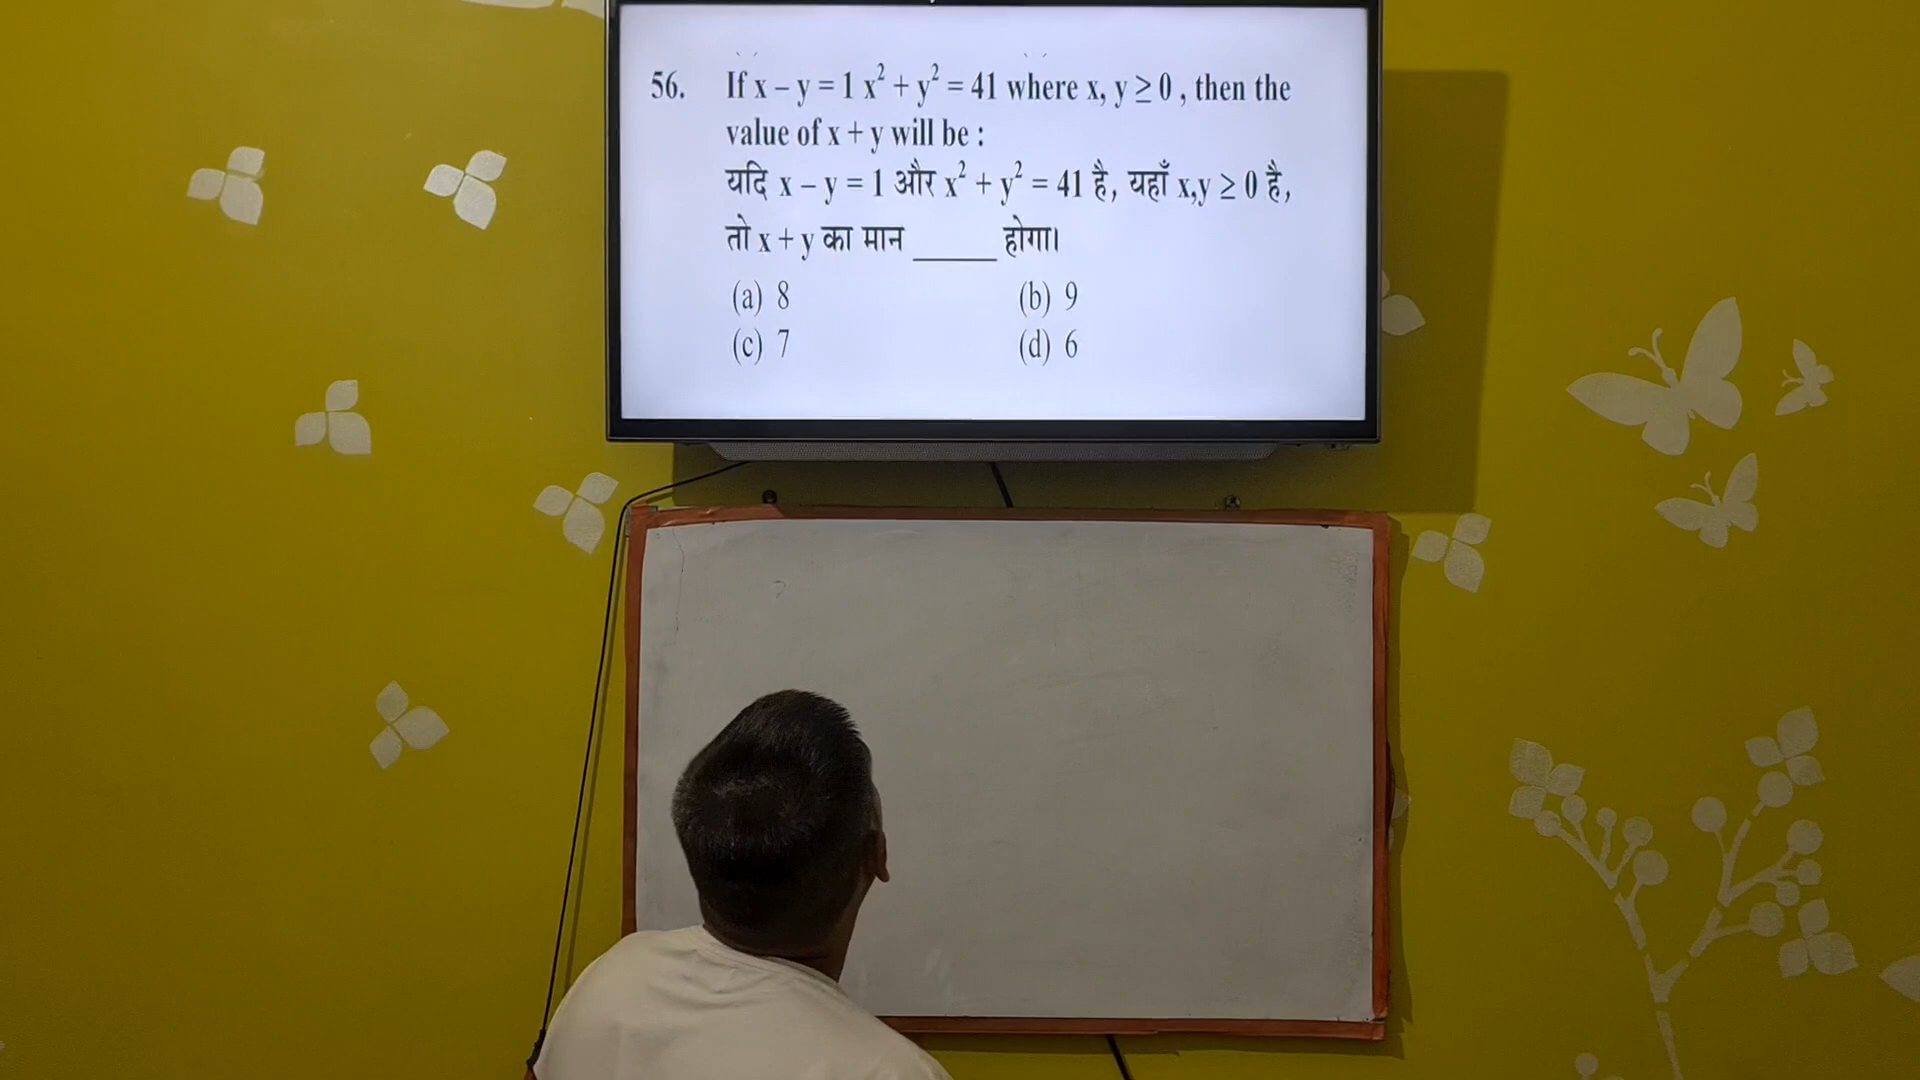 56. If x – y = 1 x² + y² = 41 where x, y ≥ 0 , then the
value of x + y will be :
यदि x – y = 1 और x² + y² = 41 है, यहाँ x,y ≥ 0 है,
तो x + y का मान _____ होगा।
(a) 8 (b) 9
(c) 7 (d) 6